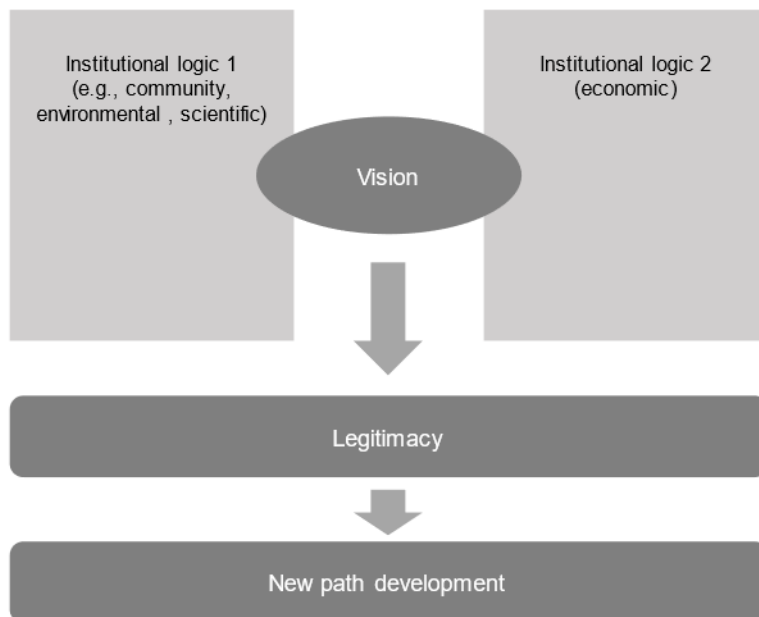 Institutional logic 1
(e.g., community,
environmental , scientific)
Institutional logic 2
(economic)
Vision
Legitimacy
New path development